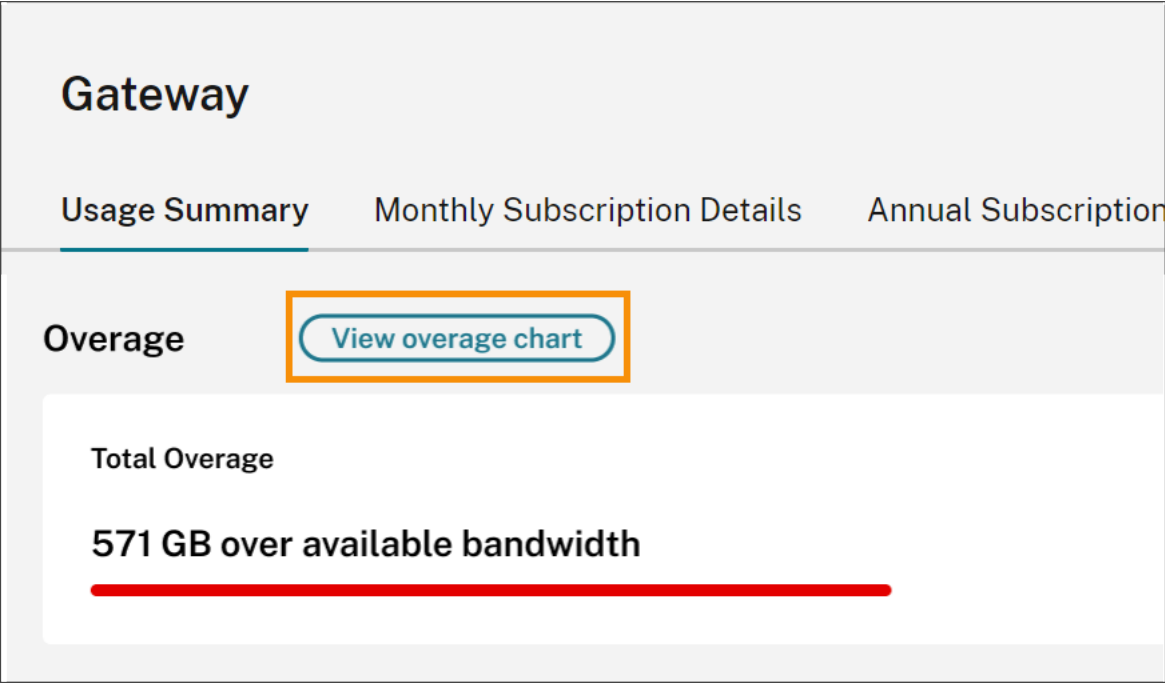 Gateway
Usage Summary Monthly Subscription Details Annual Subscription
Overage View overage chart
Total Overage
571 GB over available bandwidth